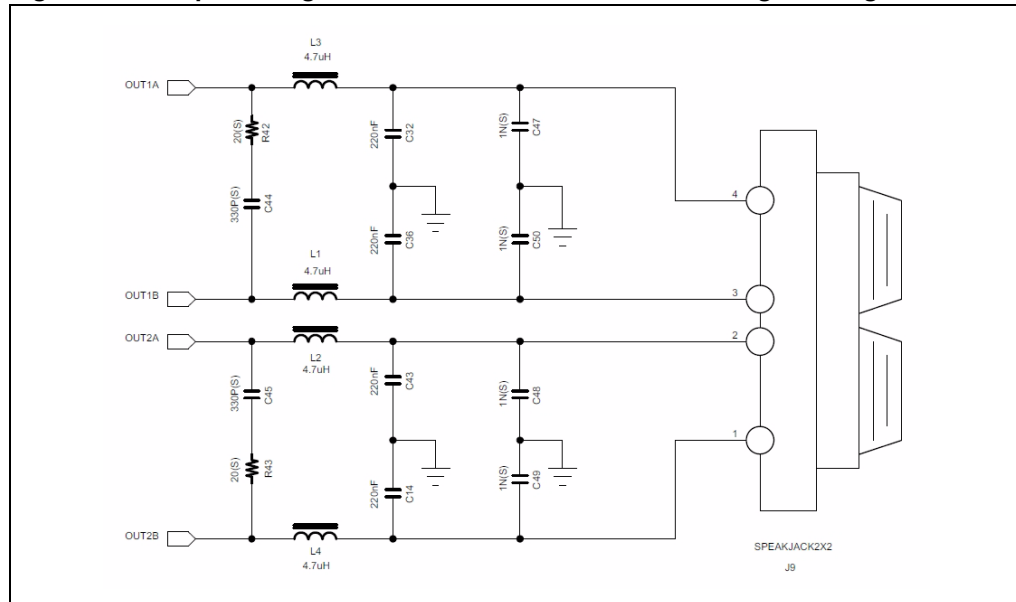 L3
4.7uH
OUT1A
20(S)
R42
220nF
C32
1N(S)
C47
330P(S)
C44
4
220nF
C36
1N(S)
C50
L1
4.7uH
OUT1B
3
OUT2A
2
L2
4.7uH
330P(S)
C45
220nF
C43
1N(S)
C48
1
20(S)
R43
220nF
C14
1N(S)
C49
OUT2B
L4
4.7uH
SPEAKJACK2X2
J9